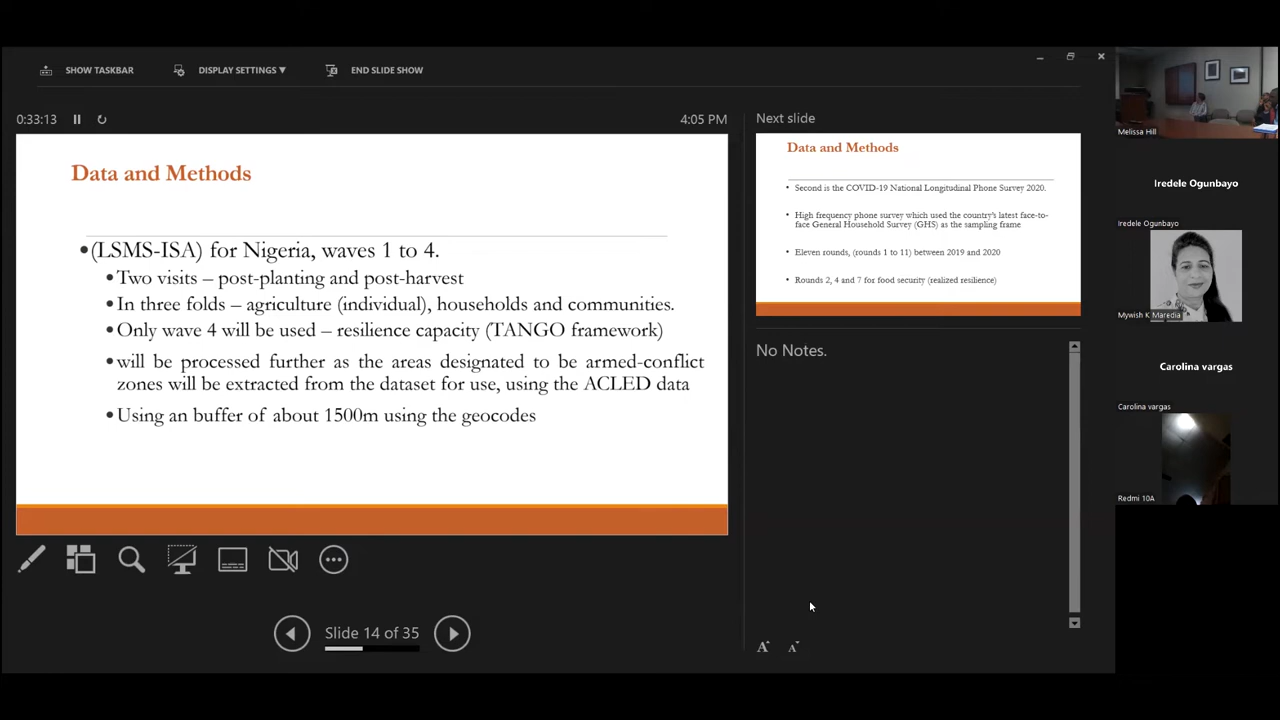 SHOW TASKBAR
DISPLAY SETTINGS ▼
END SLIDE SHOW
0:33:13
4:05 PM
Data and Methods
•(LSMS-ISA) for Nigeria, waves 1 to 4.
•Two visits – post-planting and post-harvest
•In three folds – agriculture (individual), households and communities.
•Only wave 4 will be used – resilience capacity (TANGO framework)
•will be processed further as the areas designated to be armed-conflict
zones will be extracted from the dataset for use, using the ACLED data
•Using an buffer of about 1500m using the geocodes
Slide 14 of 35
Next slide
Data and Methods
• Second is the COVID-19 National Longitudinal Phone Survey 2020.
• High frequency phone survey which used the country's latest face-to-
face General Household Survey (GHS) as the sampling frame
• Eleven rounds, (rounds 1 to 11) between 2019 and 2020
• Rounds 2, 4 and 7 for food security (realized resilience)
No Notes.
A A
Melissa Hill
Iredele Ogunbayo
Iredele Ogunbayo
Mywish K Maredia
Carolina vargas
Carolina vargas
Redmi 10A